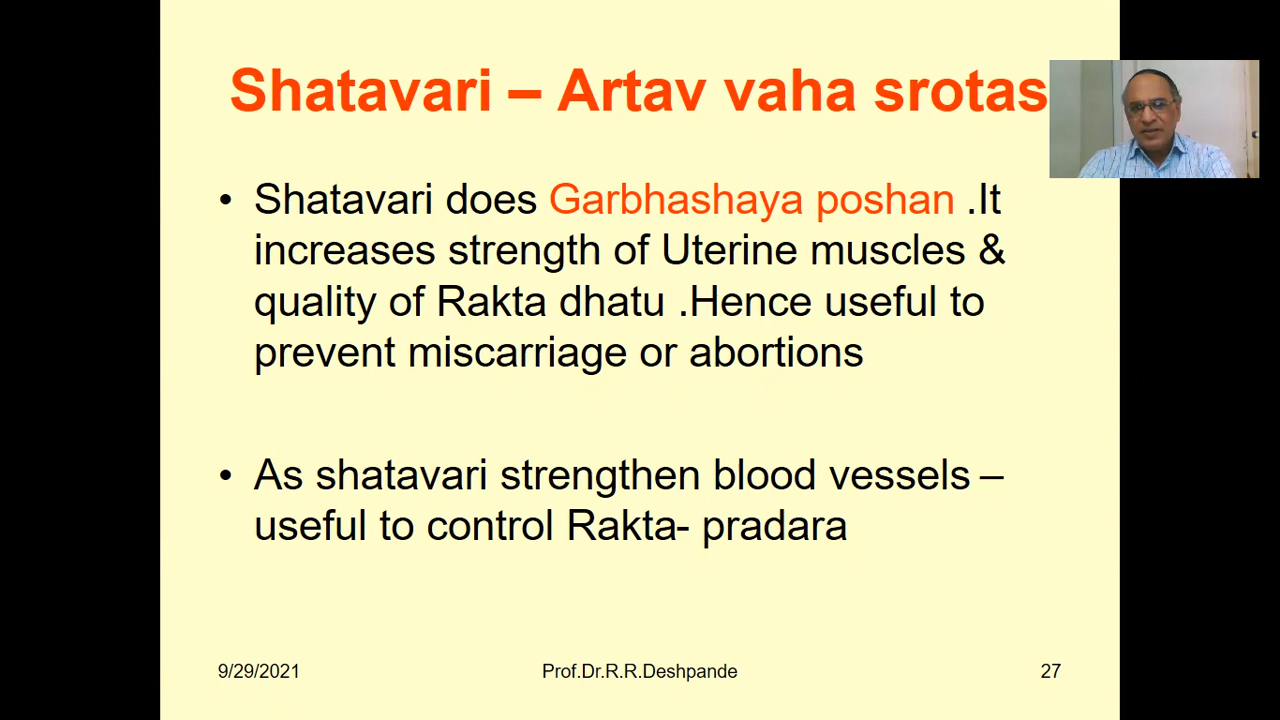 Shatavari – Artav vaha srotas
• Shatavari does Garbhashaya poshan .It
increases strength of Uterine muscles &
quality of Rakta dhatu .Hence useful to
prevent miscarriage or abortions
• As shatavari strengthen blood vessels –
useful to control Rakta- pradara
9/29/2021 Prof.Dr.R.R.Deshpande 27